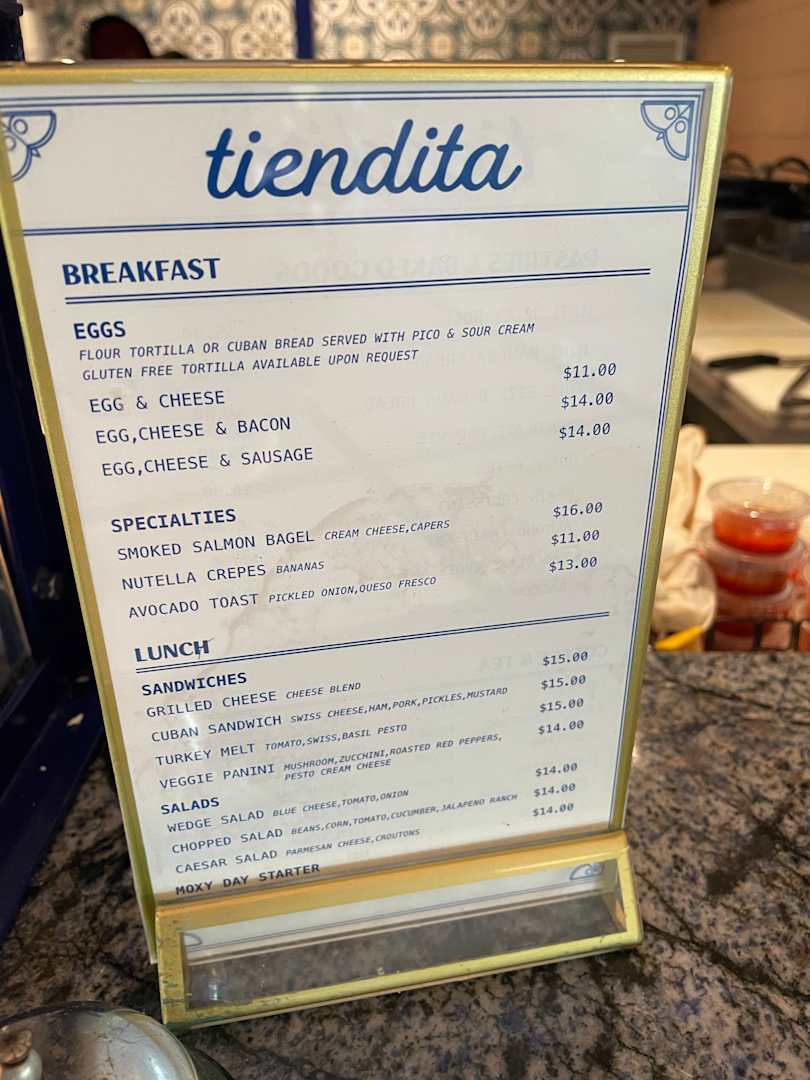 tiendita
BREAKFAST
EGGS
FLOUR TORTILLA OR CUBAN BREAD SERVED WITH PICO & SOUR CREAM
GLUTEN FREE TORTILLA AVAILABLE UPON REQUEST
EGG & CHEESE $11.00
EGG,CHEESE & BACON $14.00
EGG,CHEESE & SAUSAGE $14.00
SPECIALTIES
SMOKED SALMON BAGEL CREAM CHEESE,CAPERS $16.00
NUTELLA CREPES BANANAS $11.00
AVOCADO TOAST PICKLED ONION,QUESO FRESCO $13.00
LUNCH
SANDWICHES
GRILLED CHEESE CHEESE BLEND $15.00
CUBAN SANDWICH SWISS CHEESE,HAM,PORK,PICKLES,MUSTARD $15.00
TURKEY MELT TOMATO,SWISS,BASIL PESTO $15.00
VEGGIE PANINI MUSHROOM,ZUCCHINI,ROASTED RED PEPPERS, $14.00
PESTO CREAM CHEESE
SALADS
WEDGE SALAD BLUE CHEESE,TOMATO,ONION $14.00
CHOPPED SALAD BEANS,CORN,TOMATO,CUCUMBER,JALAPENO RANCH $14.00
CAESAR SALAD PARMESAN CHEESE,CROUTONS $14.00
MOXY DAY STARTER